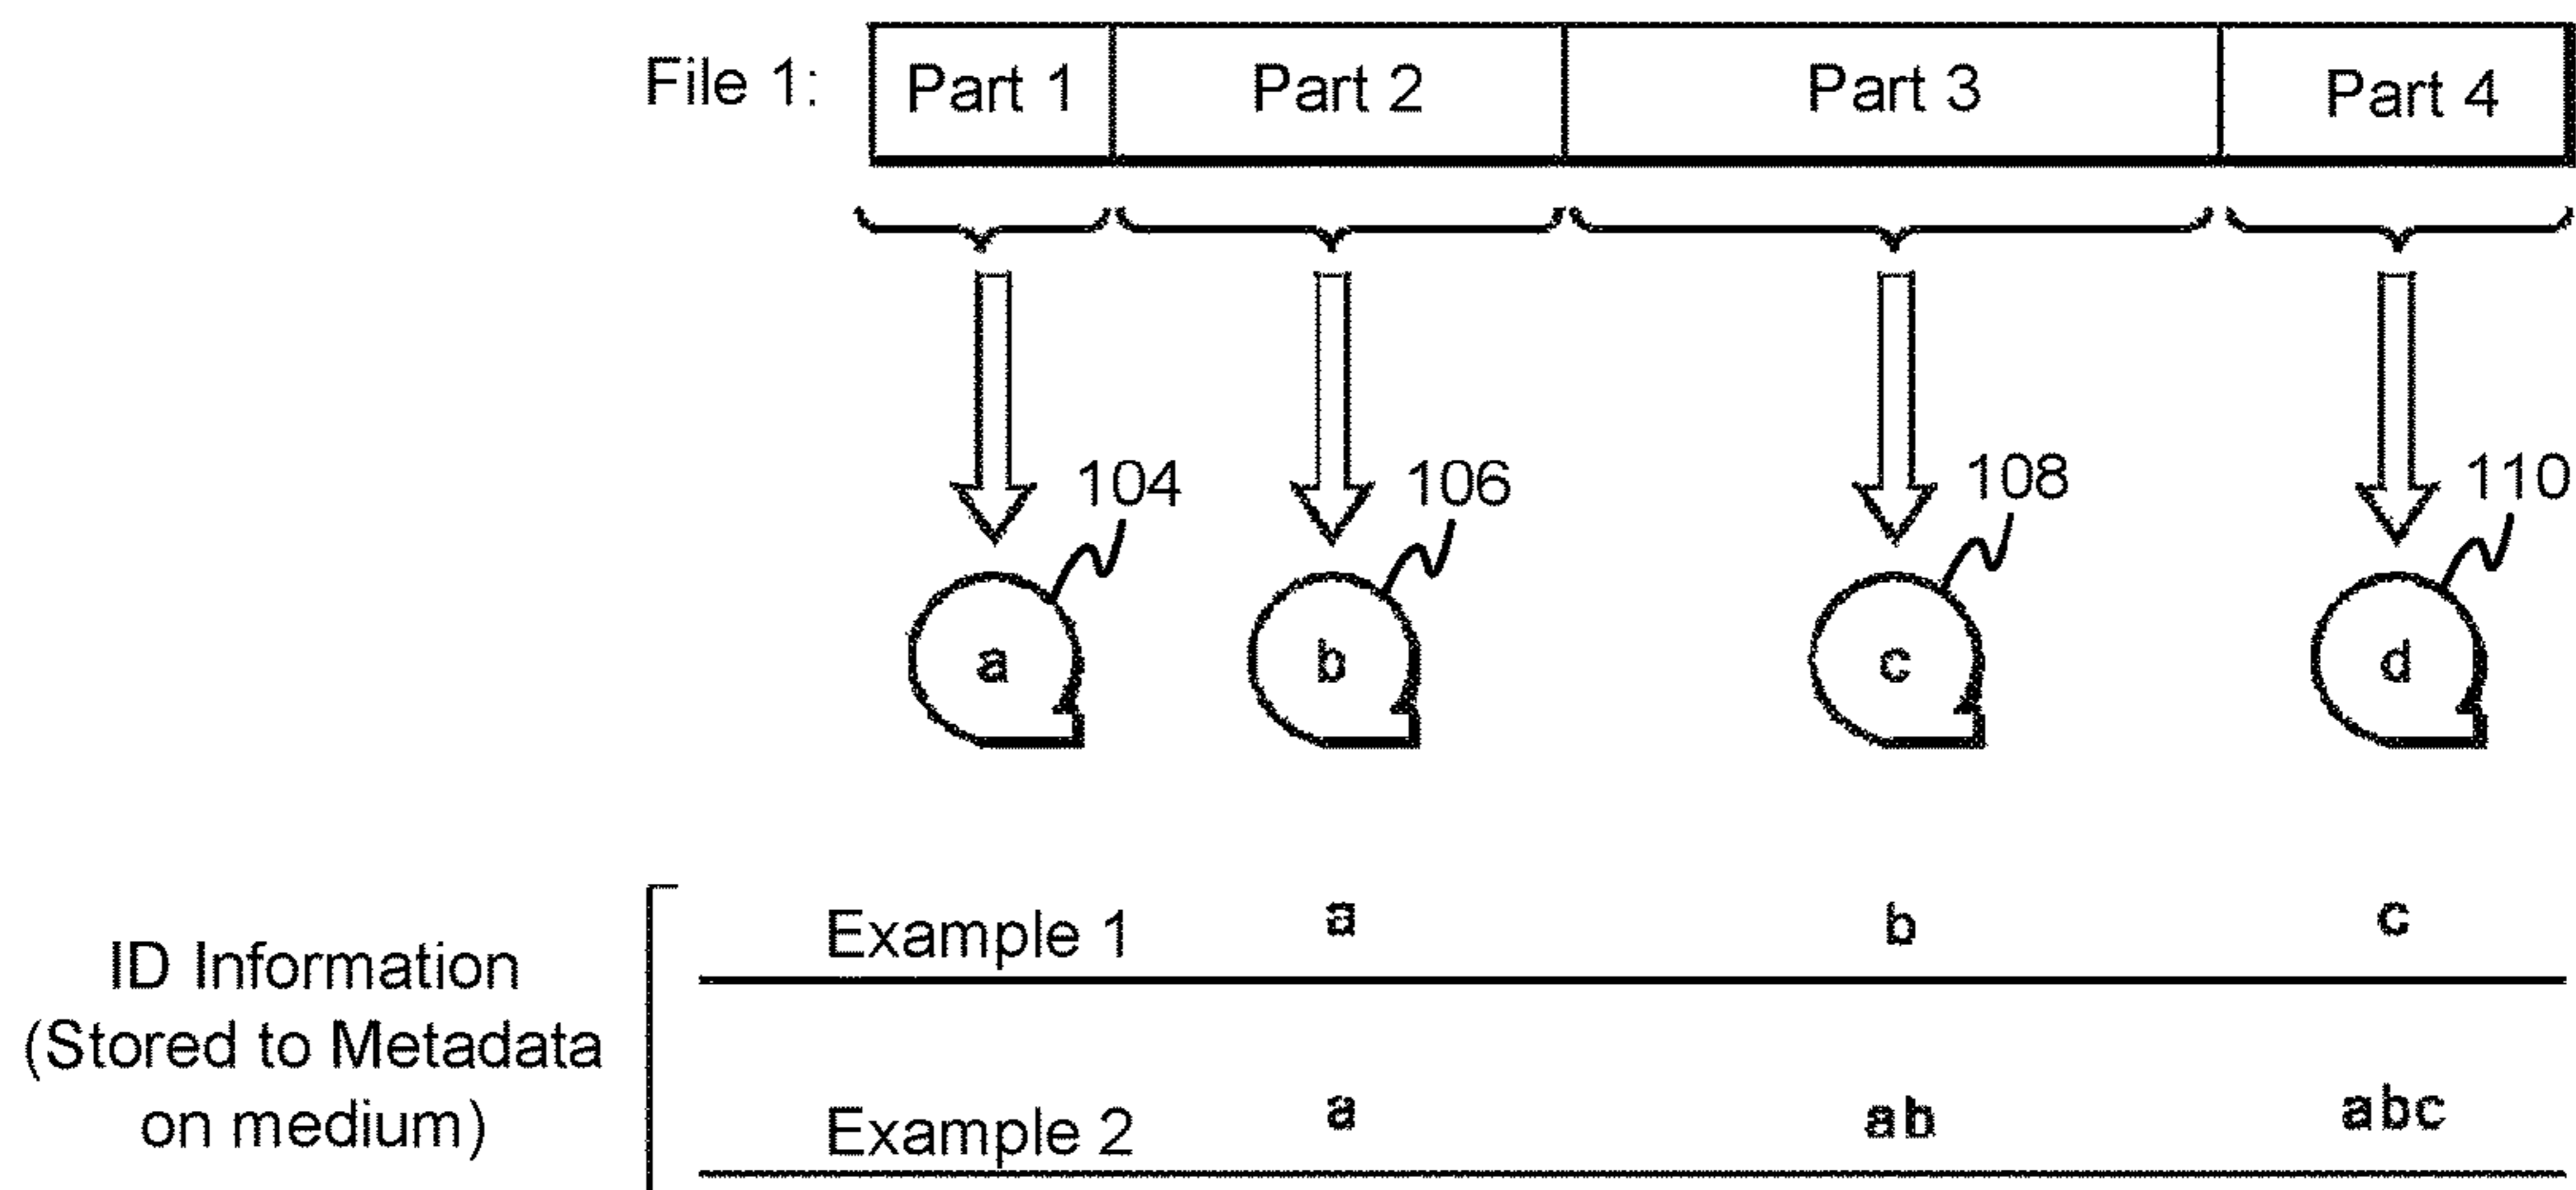 File 1: Part 1 Part 2 Part 3 Part 4
104 106 108 110
a b c d
ID Information
(Stored to Metadata
on medium)
Example 1 a b c
Example 2 a ab abc